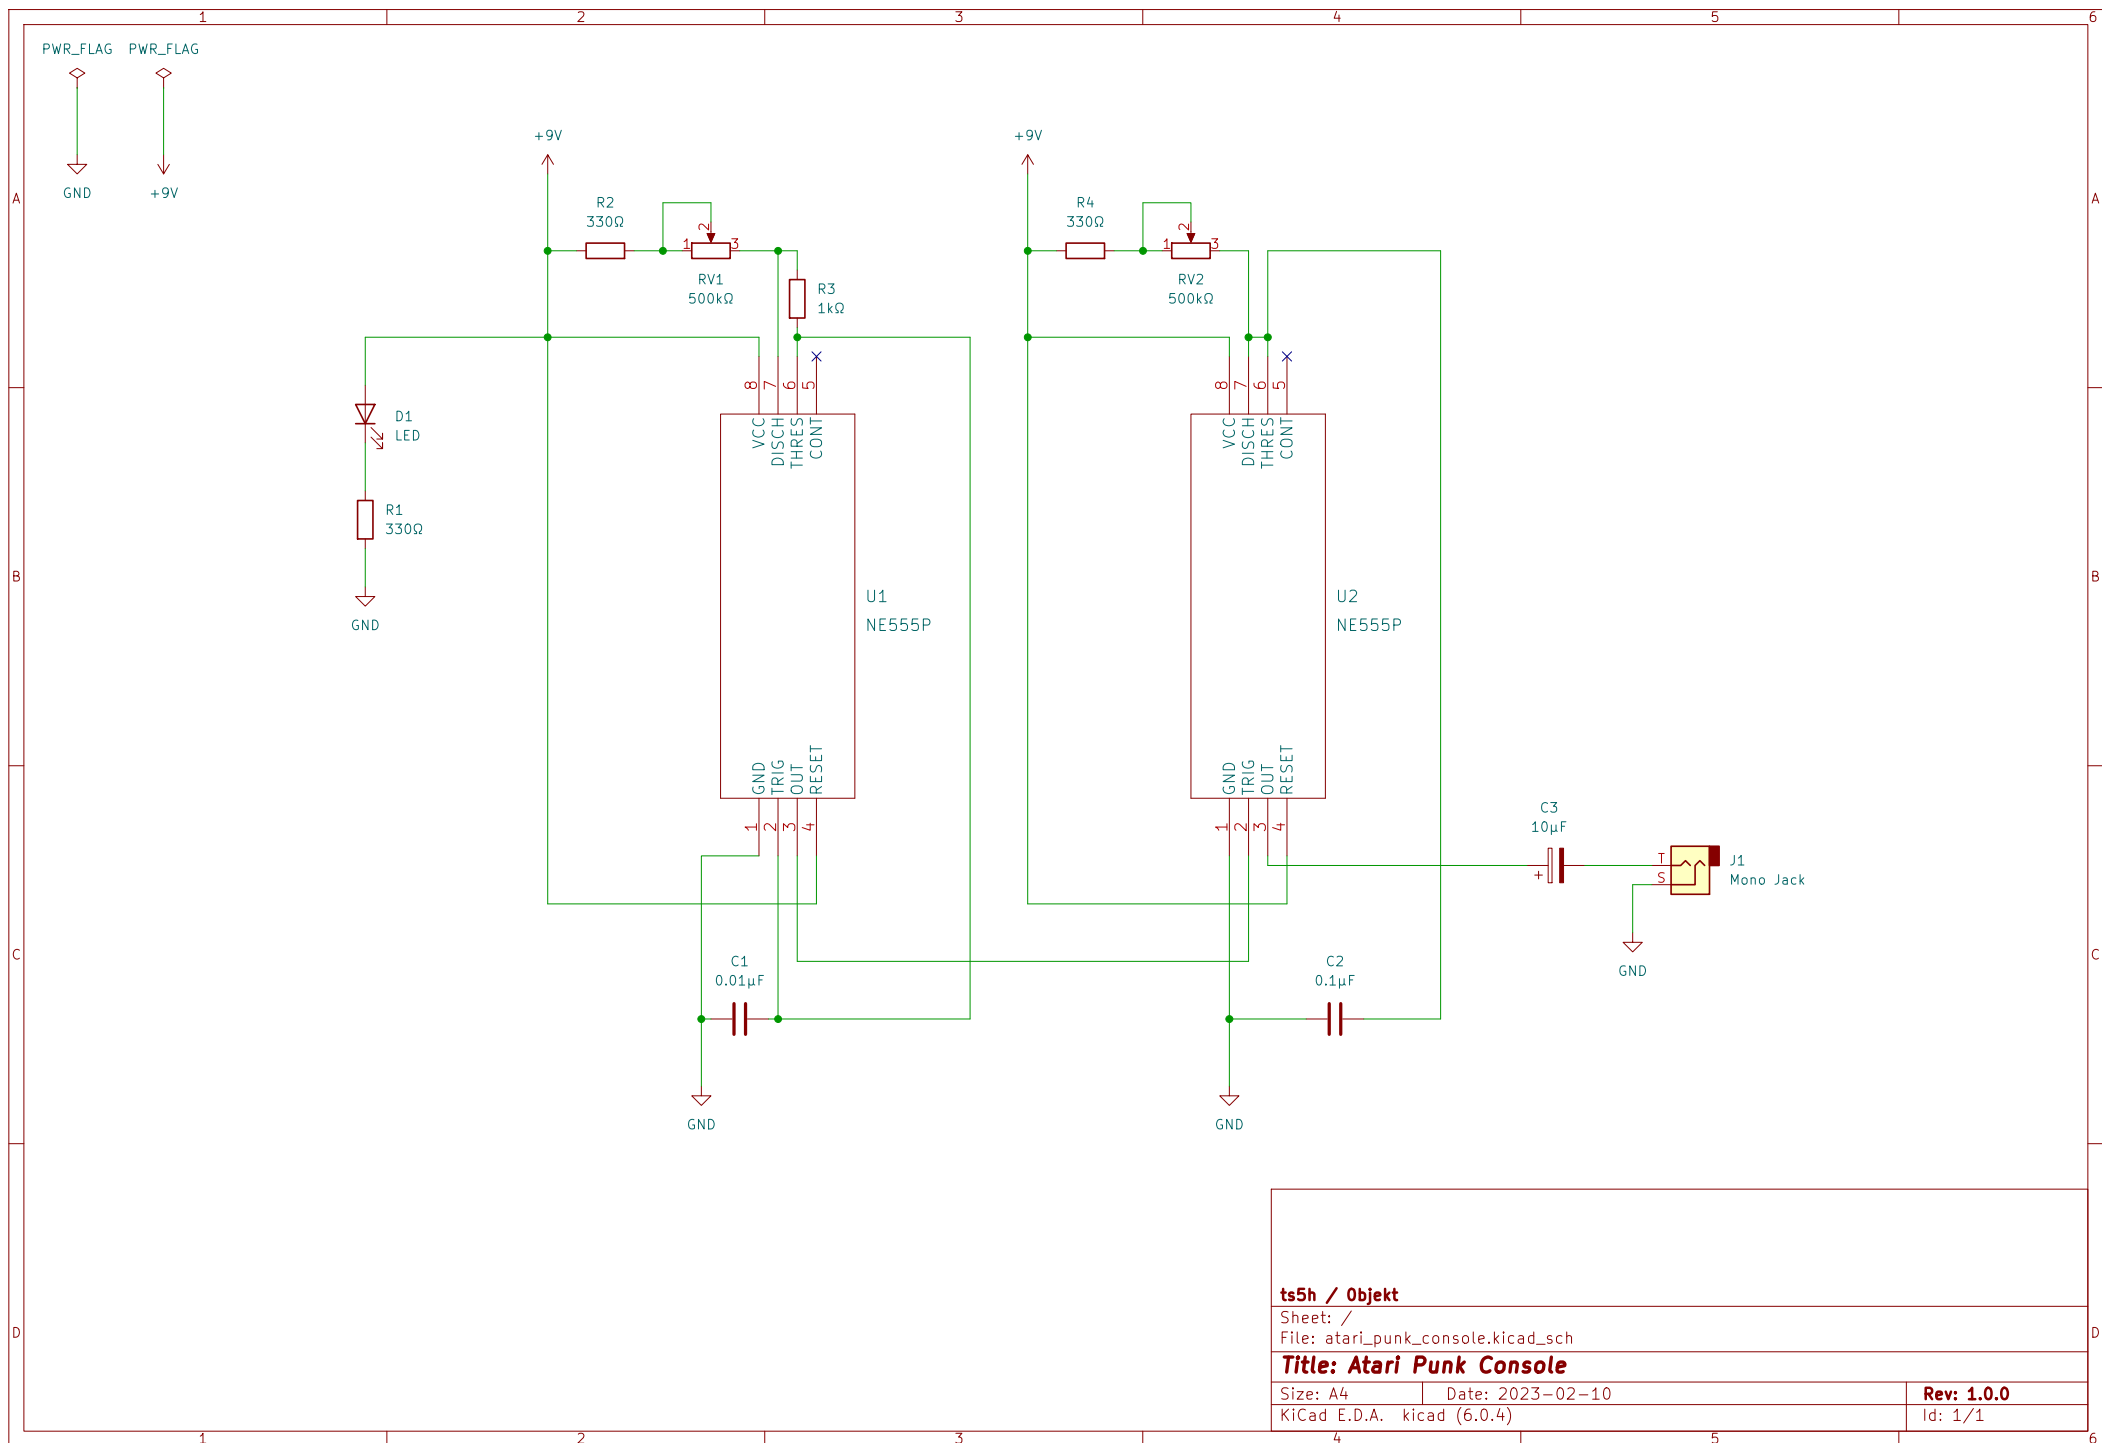 1 2 3 4 5 6
PWR_FLAG PWR_FLAG
GND +9V
+9V +9V
A A
R2
330Ω
1 2 3
RV1
500kΩ
R3
1kΩ
R4
330Ω
1 2 3
RV2
500kΩ
8 7 6 5
VCC DISCH THRES CONT
8 7 6 5
VCC DISCH THRES CONT
D1
LED
R1
330Ω
GND
B B
U1
NE555P
U2
NE555P
GND TRIG OUT RESET
1 2 3 4
GND TRIG OUT RESET
1 2 3 4
C3
10µF
+
T
S
J1
Mono Jack
GND
C C
C1
0.01µF
C2
0.1µF
GND GND
D D
ts5h / Objekt
Sheet: /
File: atari_punk_console.kicad_sch
Title: Atari Punk Console
Size: A4 Date: 2023-02-10 Rev: 1.0.0
KiCad E.D.A. kicad (6.0.4) Id: 1/1
1 2 3 4 5 6